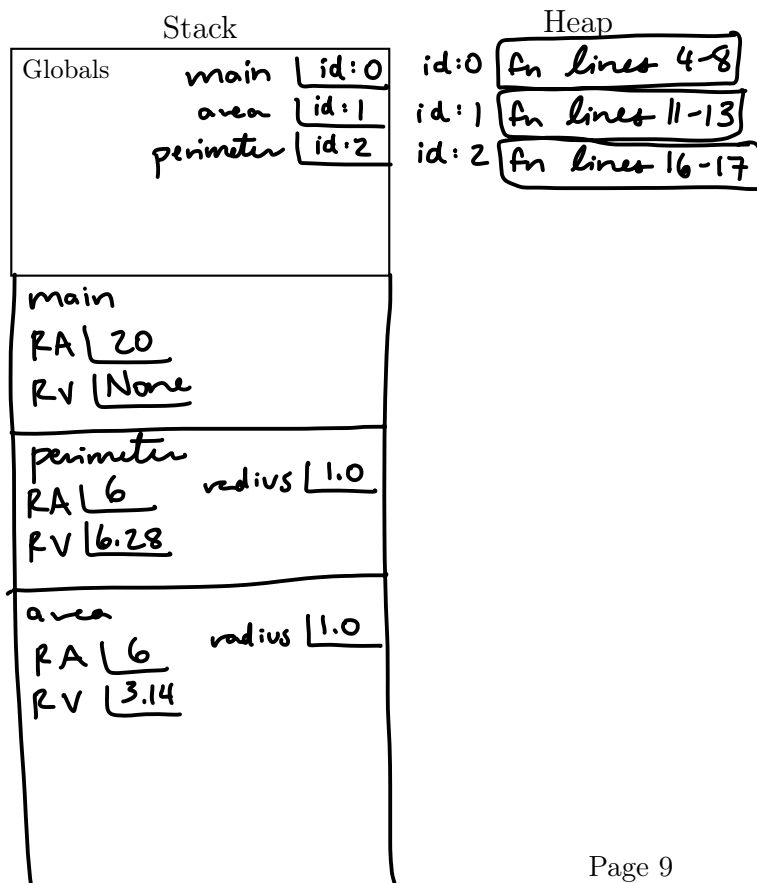 Stack
Heap
Globals
main id:0
area id:1
perimeter id:2
id:0 fn lines 4-8
id:1 fn lines 11-13
id:2 fn lines 16-17
main
RA 20
RV None
perimeter
radius 1.0
RA 6
RV 6.28
area
radius 1.0
RA 6
RV 3.14
Page 9